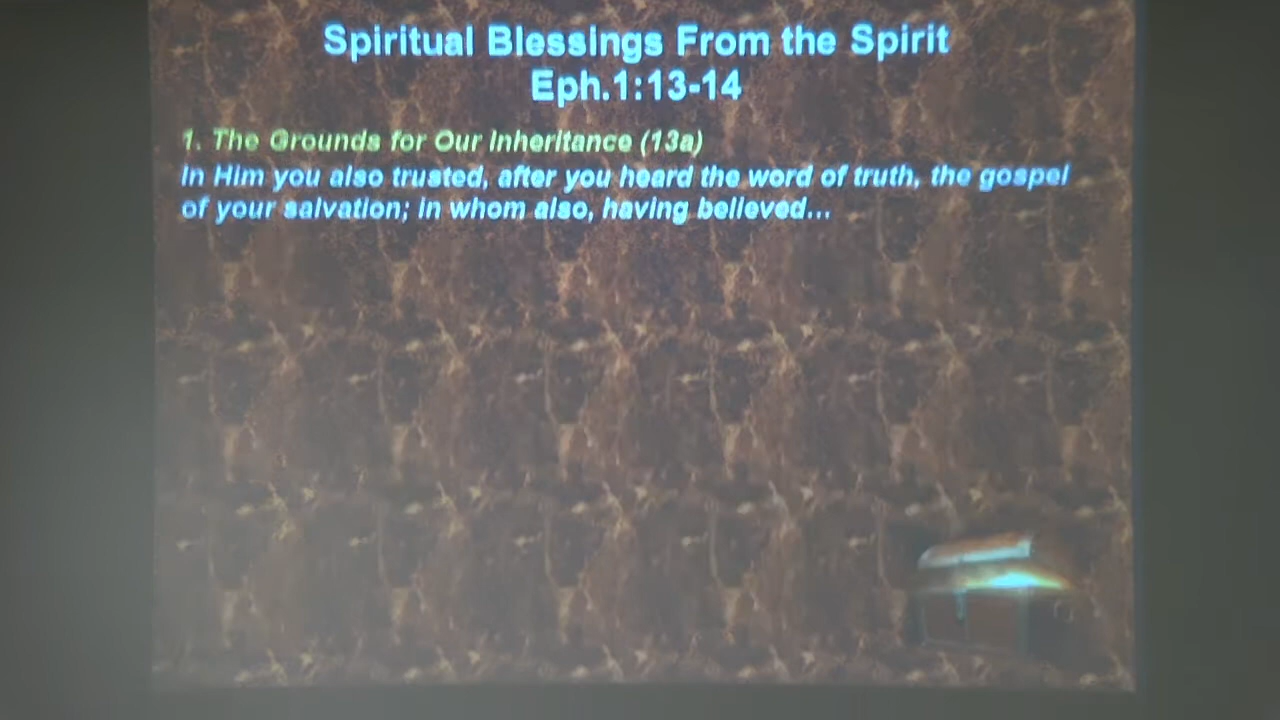 Spiritual Blessings From the Spirit
Eph.1:13-14
1. The Grounds for Our Inheritance (13a)
In Him you also trusted, after you heard the word of truth, the gospel
of your salvation; in whom also, having believed...